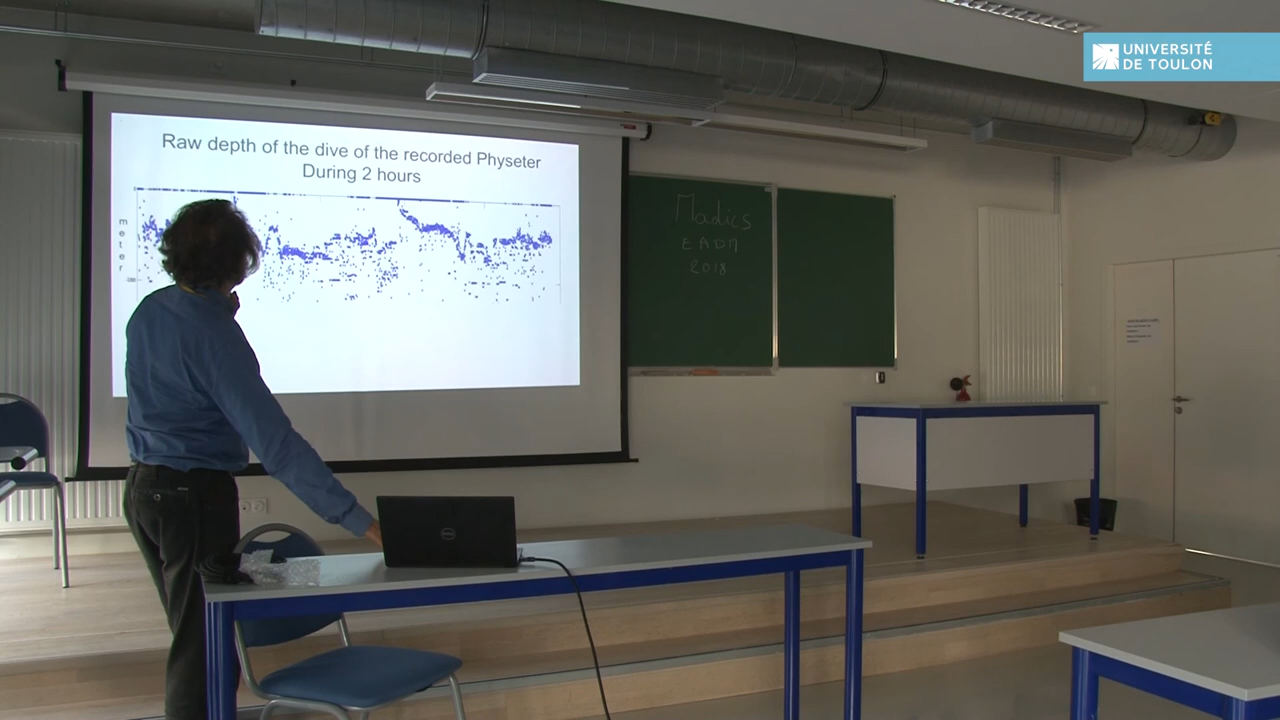 UNIVERSITÉ
DE TOULON
Raw depth of the dive of the recorded Physeter
During 2 hours
meter
Madics
EADM
2018